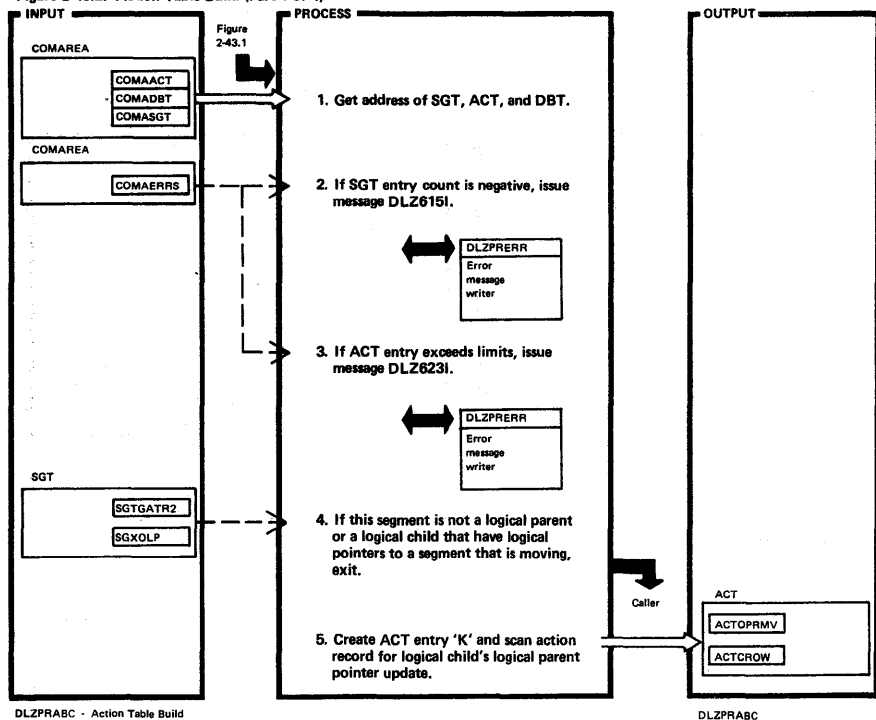 INPUT
PROCESS
OUTPUT
Figure
2-43.1
COMAREA
COMAACT
COMADBT
COMASGT
1. Get address of SGT, ACT, and DBT.
COMAREA
COMAERRS
2. If SGT entry count is negative, issue
message DLZ615I.
DLZPRERR
Error
message
writer
3. If ACT entry exceeds limits, issue
message DLZ623I.
DLZPRERR
Error
message
writer
SGT
SGTGATR2
SGXOLP
4. If this segment is not a logical parent
or a logical child that have logical
pointers to a segment that is moving,
exit.
Caller
ACT
ACTOPRMV
ACTCROW
5. Create ACT entry 'K' and scan action
record for logical child's logical parent
pointer update.
DLZPRABC - Action Table Build
DLZPRABC